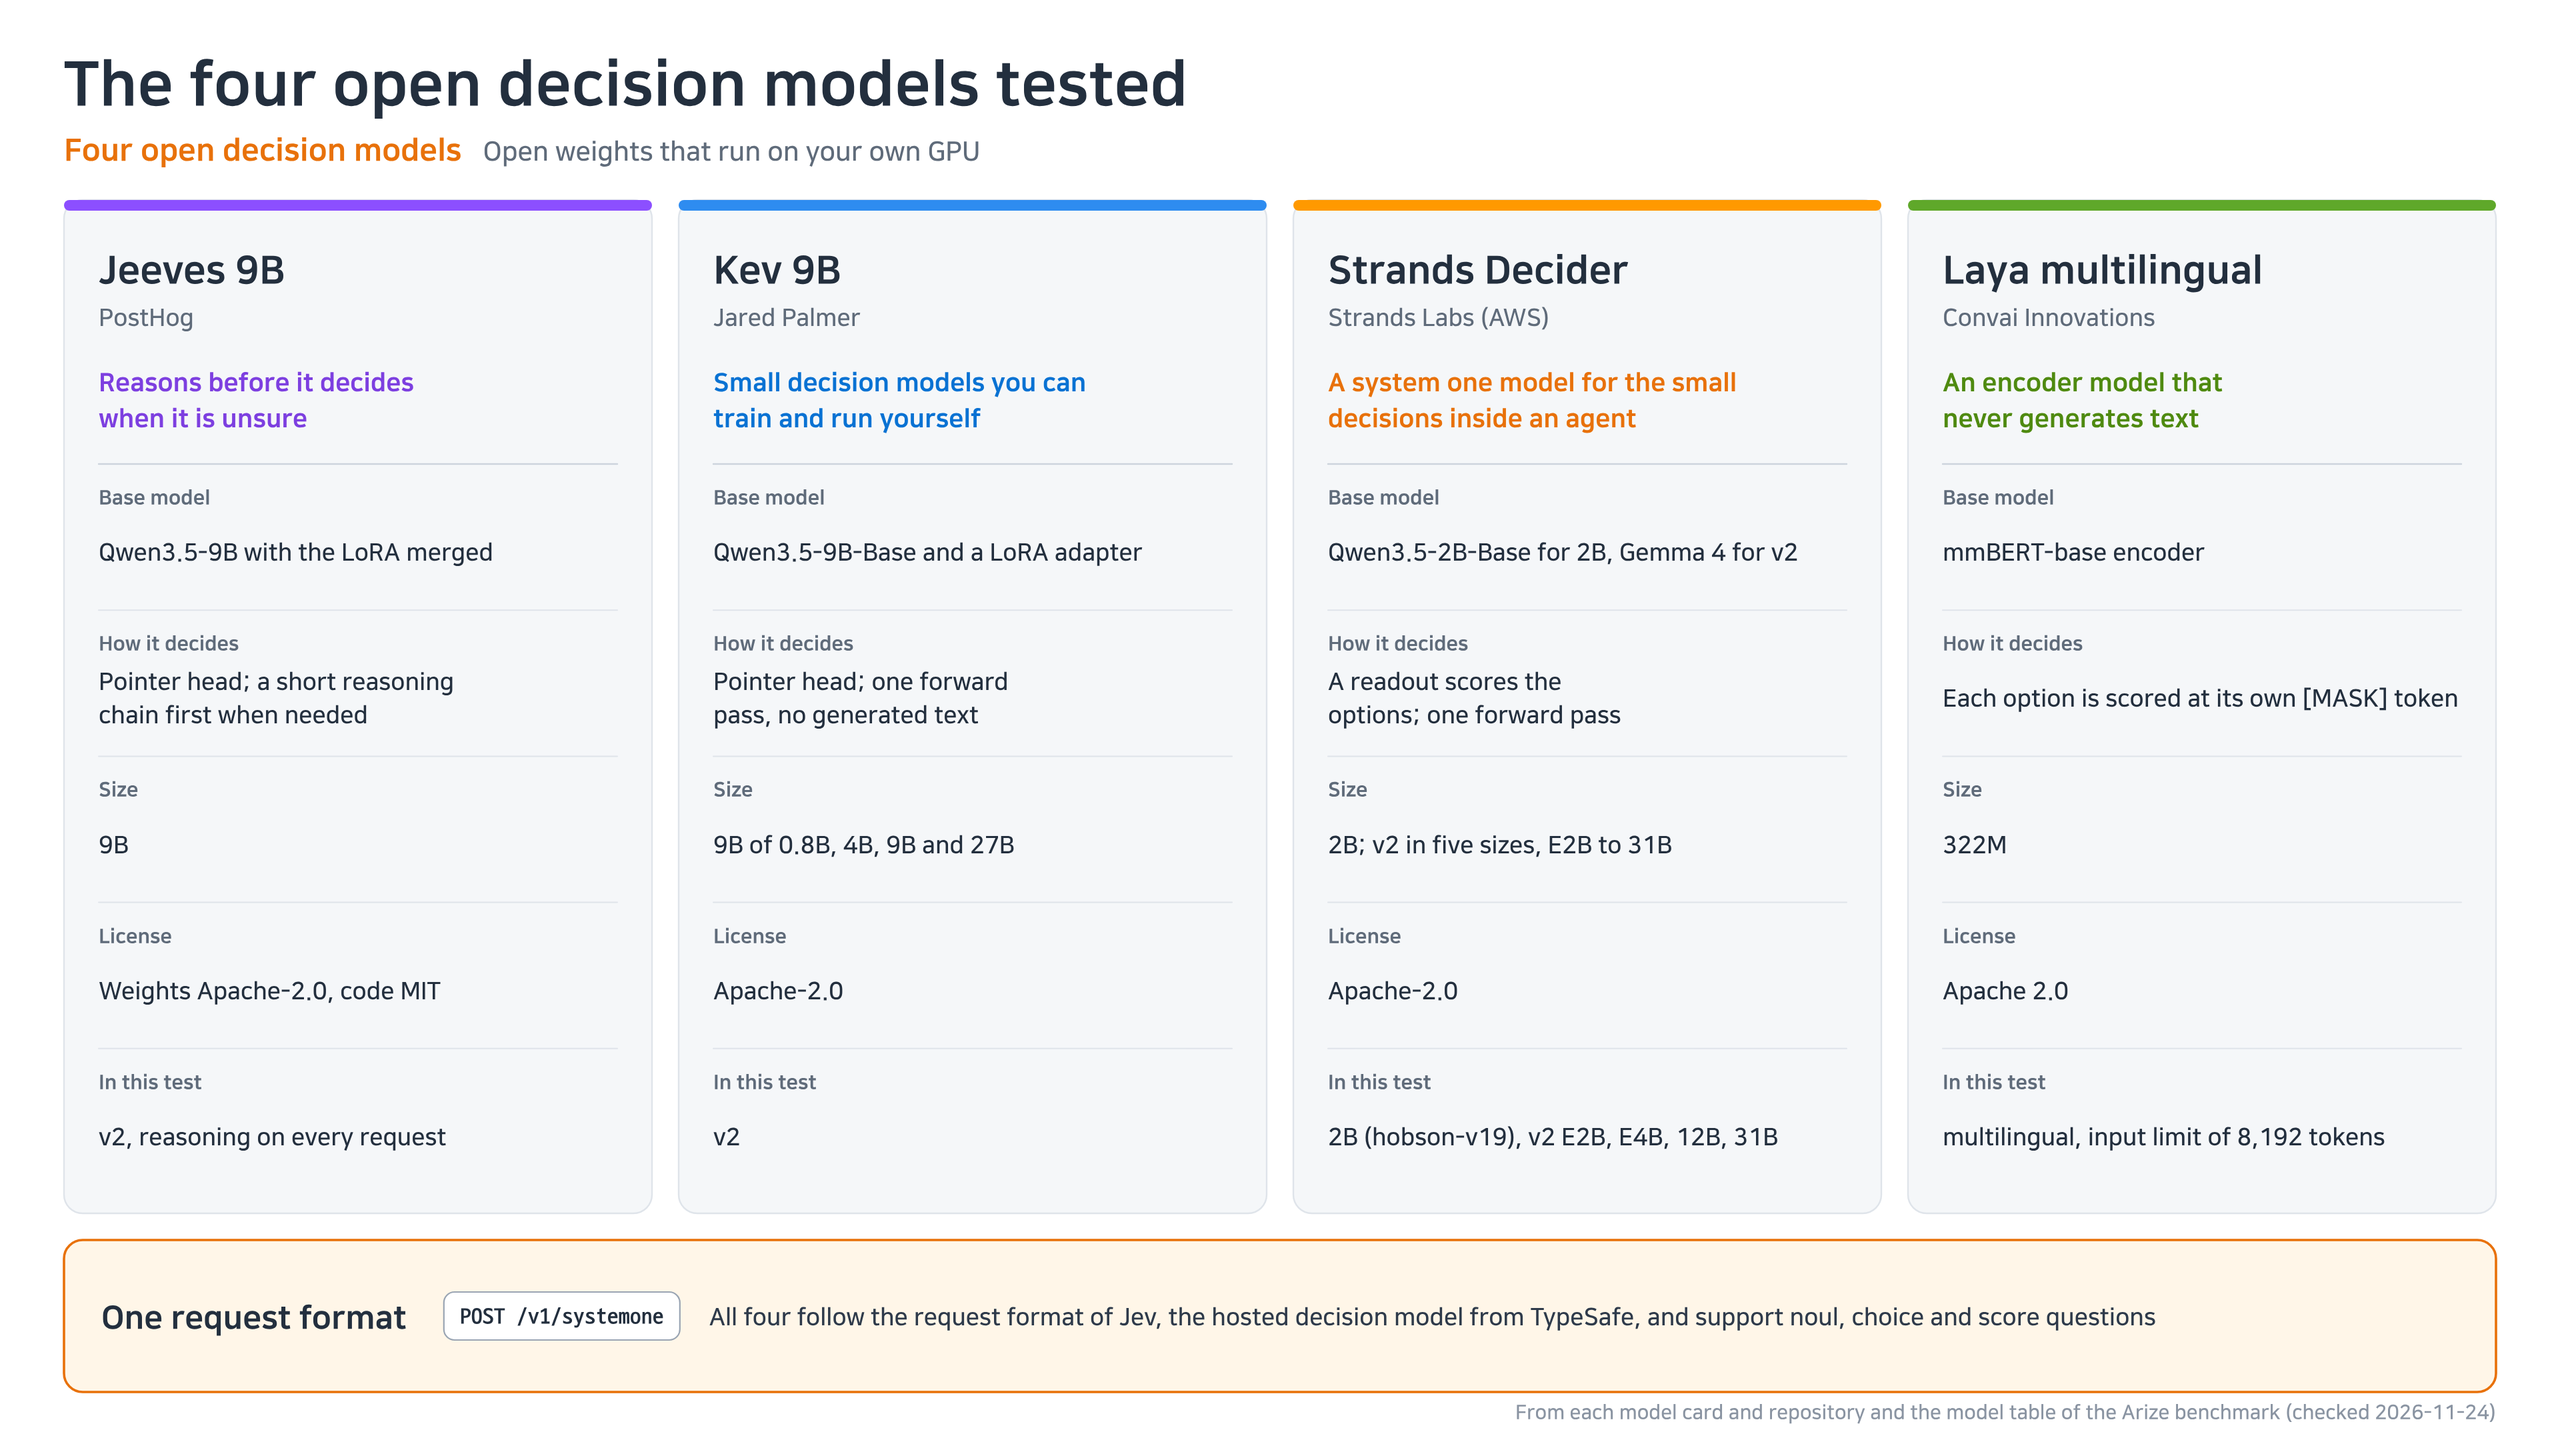 The four open decision models tested
Four open decision models Open weights that run on your own GPU
Jeeves 9B
PostHog
Reasons before it decides
when it is unsure
Base model
Qwen3.5-9B with the LoRA merged
How it decides
Pointer head; a short reasoning
chain first when needed
Size
9B
License
Weights Apache-2.0, code MIT
In this test
v2, reasoning on every request
Kev 9B
Jared Palmer
Small decision models you can
train and run yourself
Base model
Qwen3.5-9B-Base and a LoRA adapter
How it decides
Pointer head; one forward
pass, no generated text
Size
9B of 0.8B, 4B, 9B and 27B
License
Apache-2.0
In this test
v2
Strands Decider
Strands Labs (AWS)
A system one model for the small
decisions inside an agent
Base model
Qwen3.5-2B-Base for 2B, Gemma 4 for v2
How it decides
A readout scores the
options; one forward pass
Size
2B; v2 in five sizes, E2B to 31B
License
Apache-2.0
In this test
2B (hobson-v19), v2 E2B, E4B, 12B, 31B
Laya multilingual
Convai Innovations
An encoder model that
never generates text
Base model
mmBERT-base encoder
How it decides
Each option is scored at its own [MASK] token
Size
322M
License
Apache 2.0
In this test
multilingual, input limit of 8,192 tokens
One request format POST /v1/systemone All four follow the request format of Jev, the hosted decision model from TypeSafe, and support noul, choice and score questions
From each model card and repository and the model table of the Arize benchmark (checked 2026-11-24)